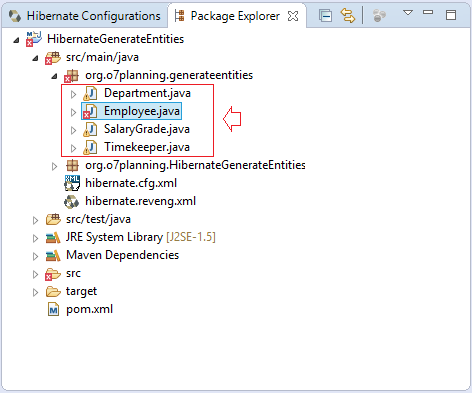 Hibernate Configurations Package Explorer
HibernateGenerateEntities
src/main/java
org.o7planning.generateentities
Department.java
Employee.java
SalaryGrade.java
Timekeeper.java
org.o7planning.HibernateGenerateEntities
hibernate.cfg.xml
hibernate.reveng.xml
src/test/java
JRE System Library [J2SE-1.5]
Maven Dependencies
src
target
pom.xml